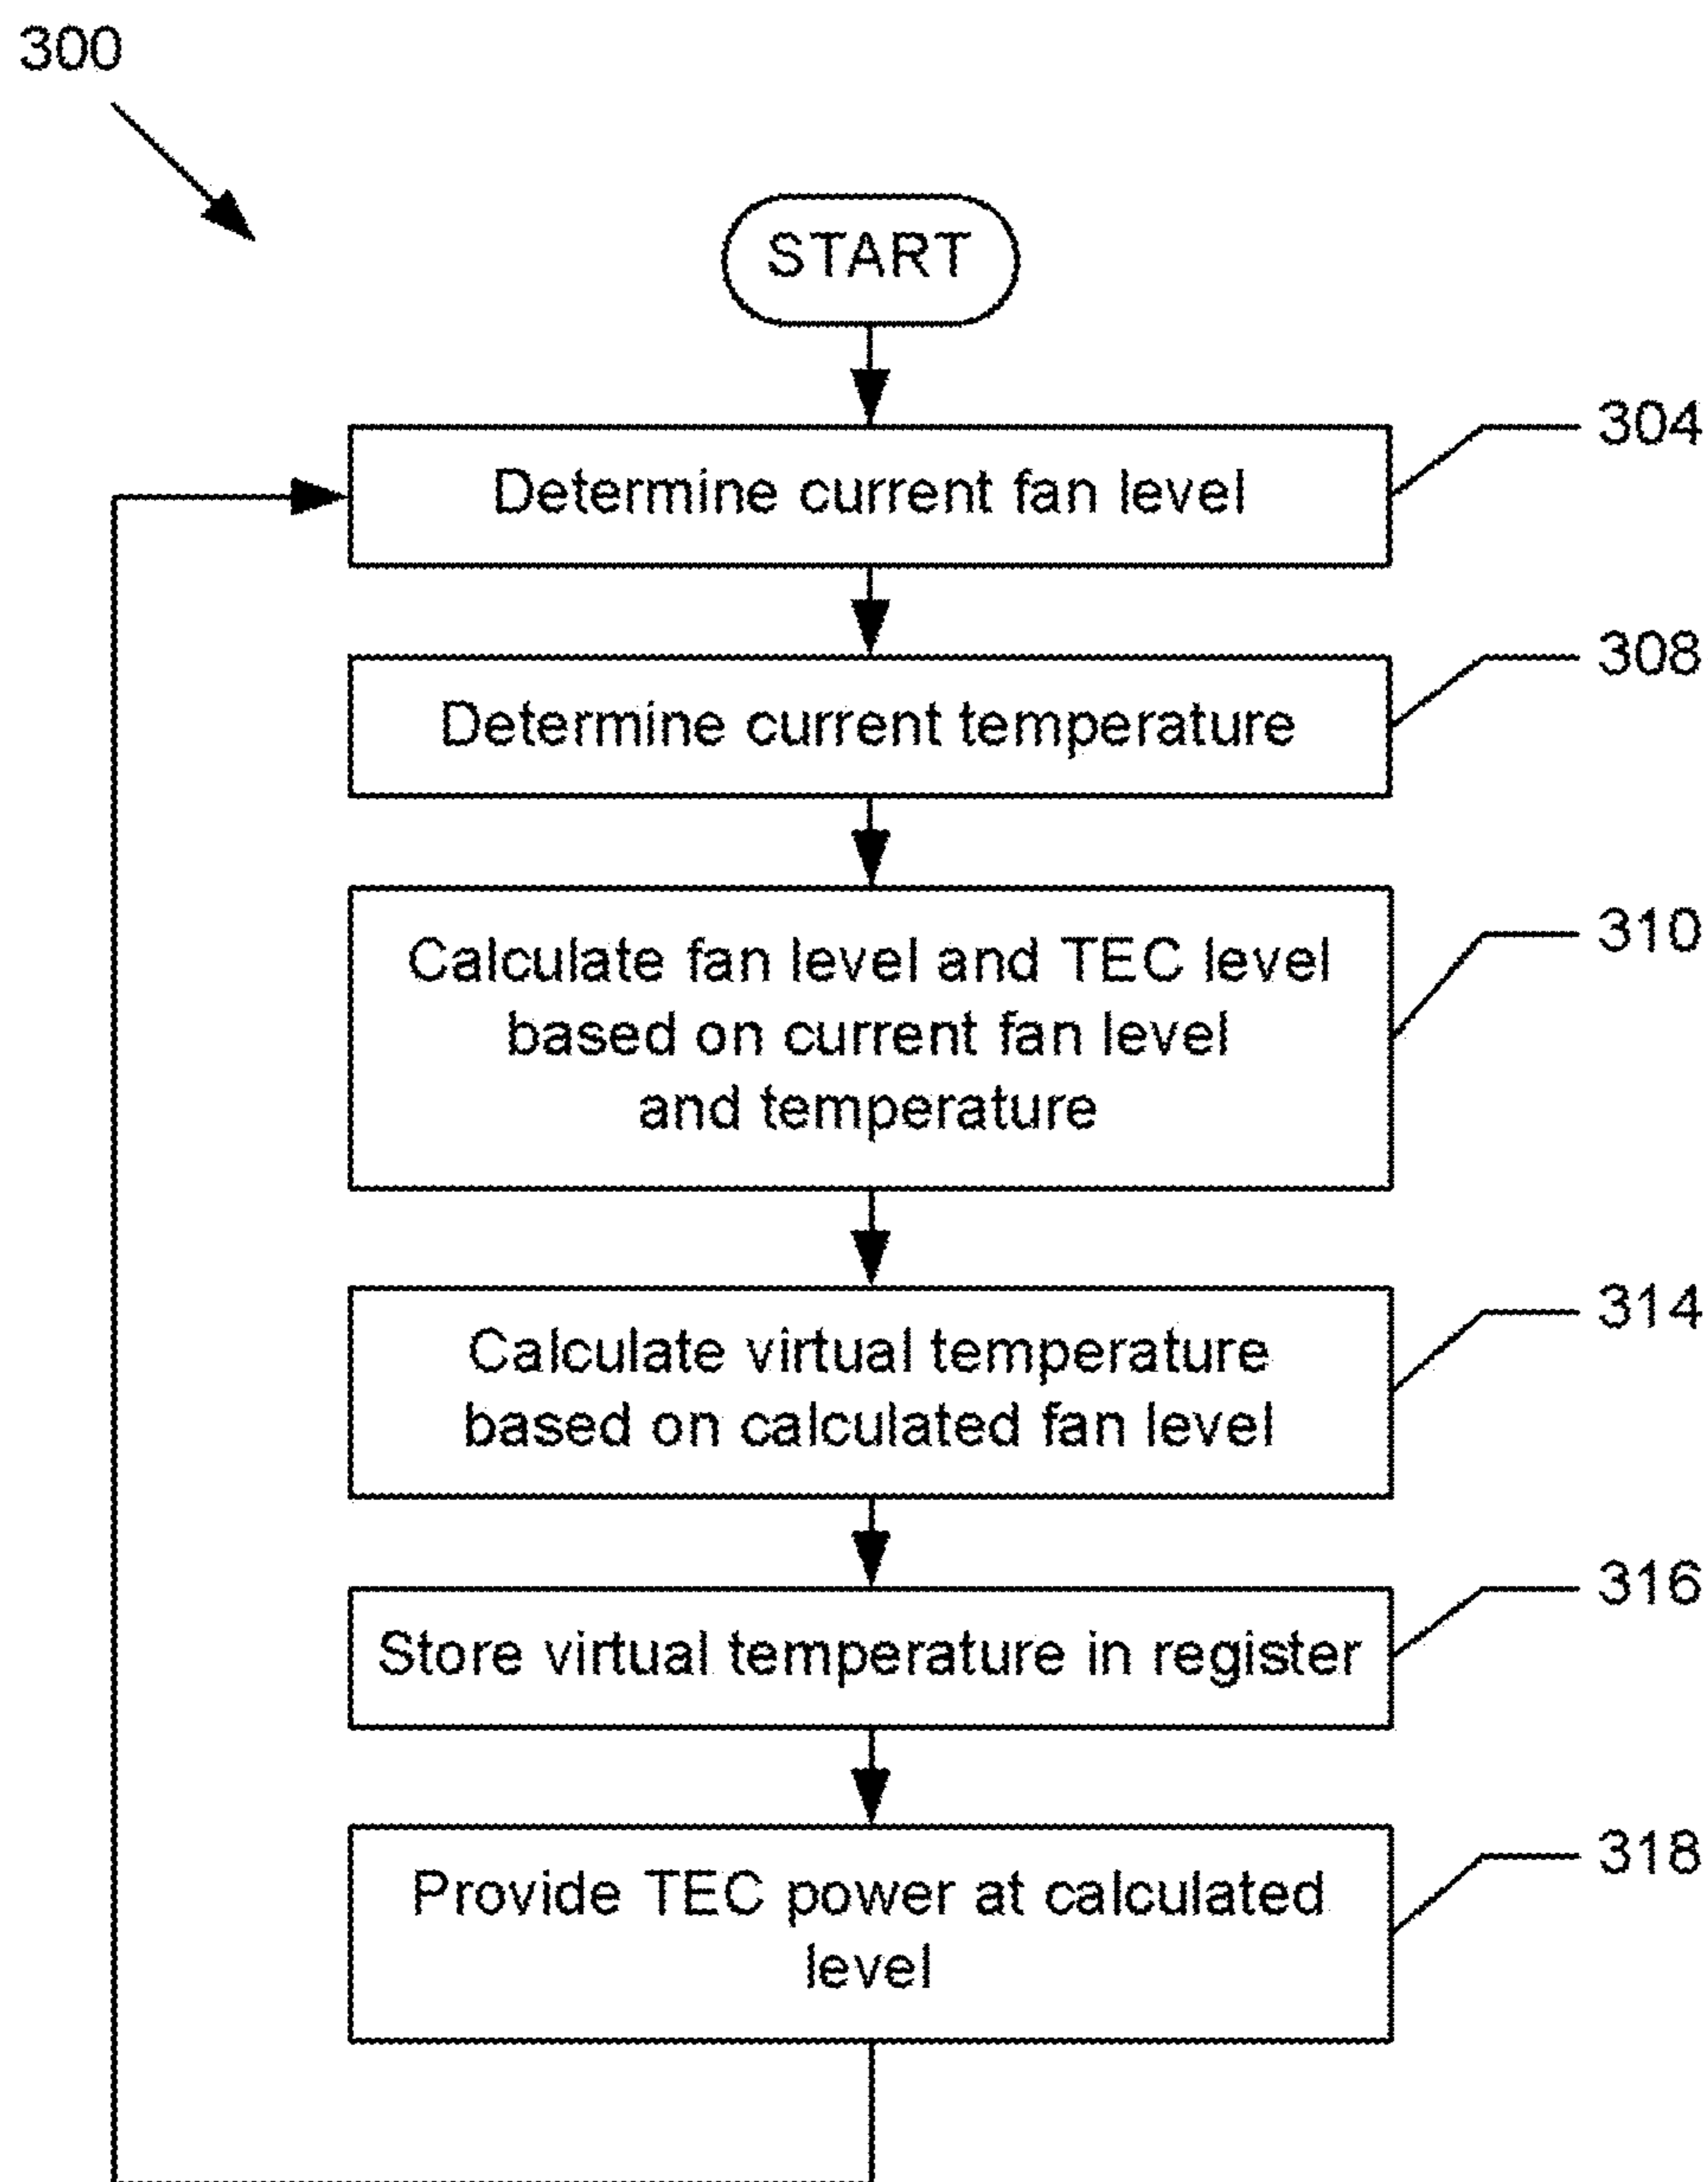 300
START
304
Determine current fan level
308
Determine current temperature
310
Calculate fan level and TEC level
based on current fan level
and temperature
314
Calculate virtual temperature
based on calculated fan level
316
Store virtual temperature in register
318
Provide TEC power at calculated
level